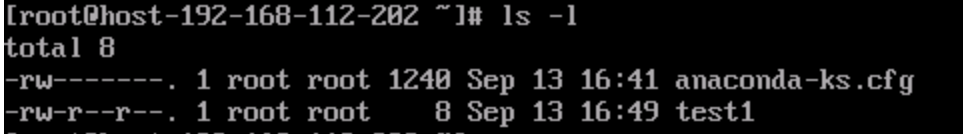 [root@host-192-168-112-202 ~]# ls -l
total 8
-rw-------. 1 root root 1240 Sep 13 16:41 anaconda-ks.cfg
-rw-r--r--. 1 root root    8 Sep 13 16:49 test1